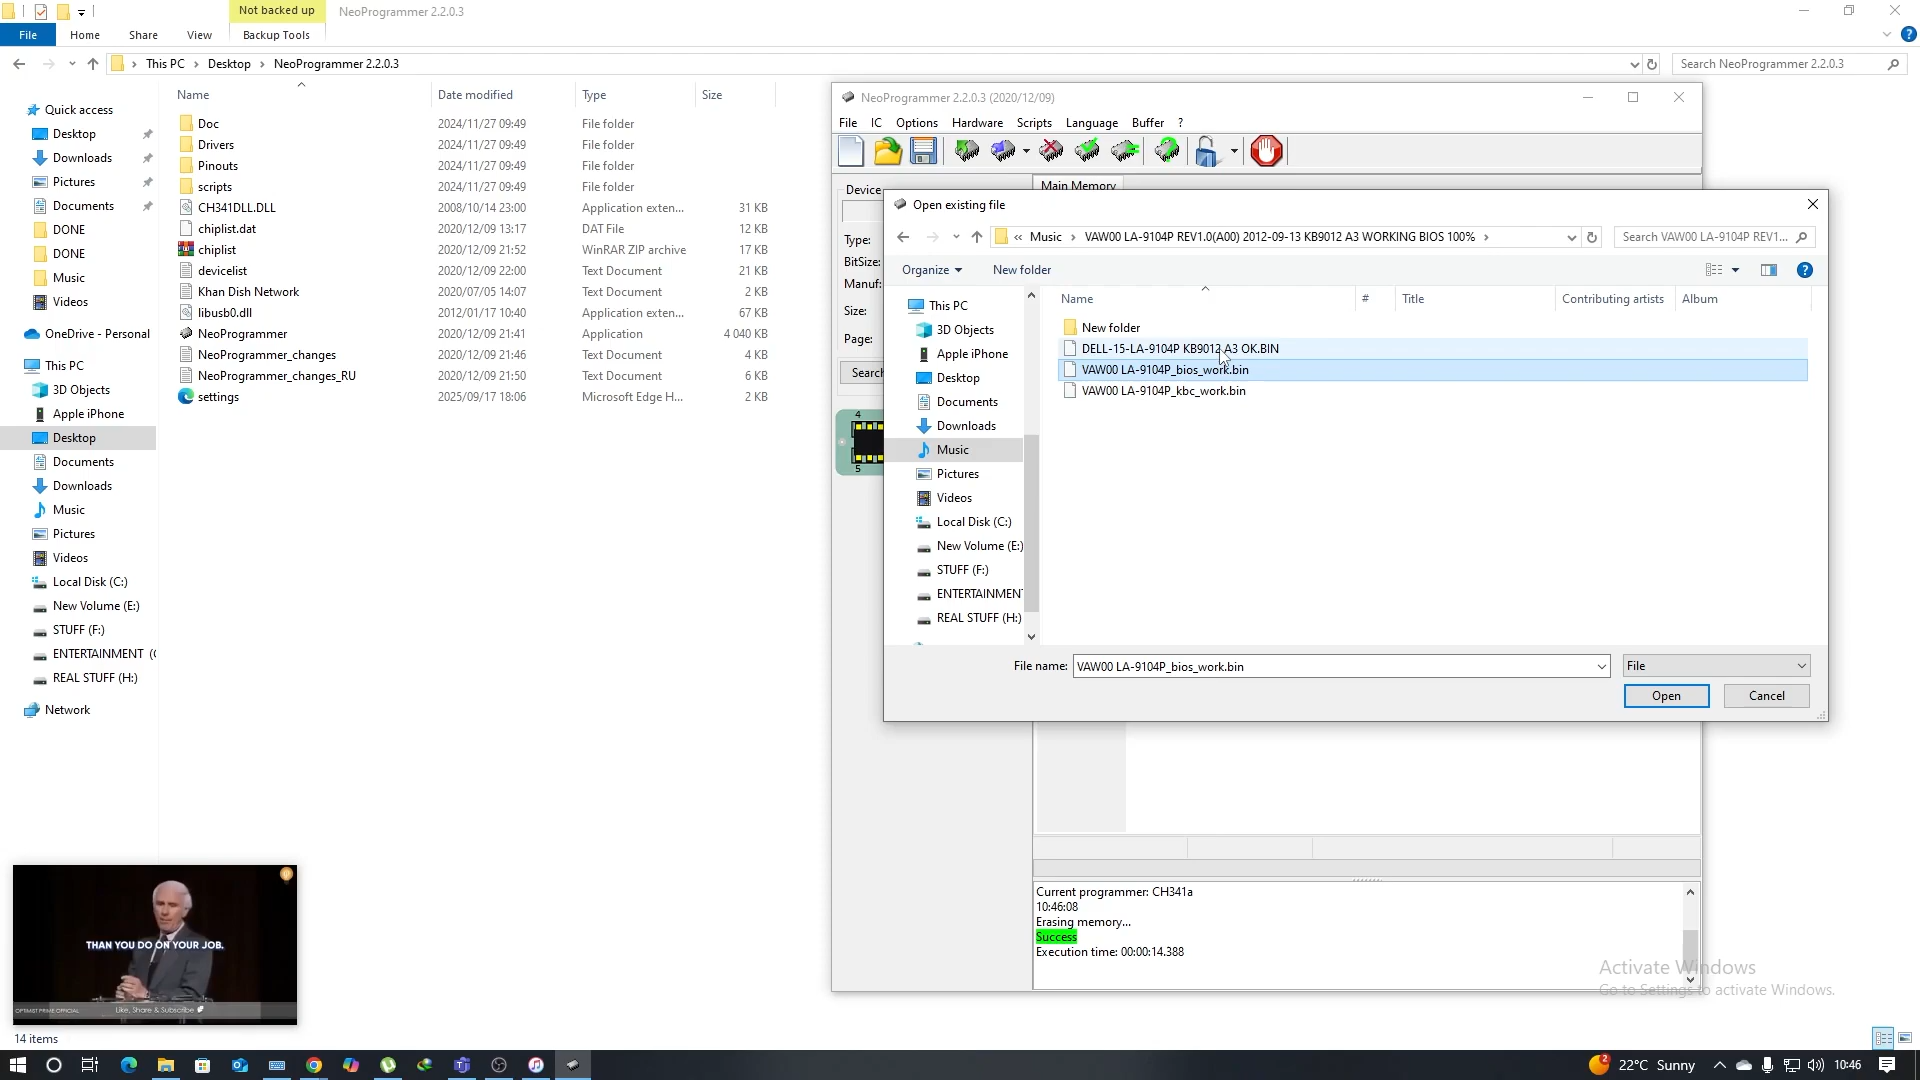 Not backed up
NeoProgrammer 2.2.0.3
File
Home
Share
View
Backup Tools
This PC > Desktop > NeoProgrammer 2.2.0.3
Search NeoProgrammer 2.2.0.3
Name
Date modified
Type
Size
Quick access
Desktop
Downloads
Pictures
Documents
DONE
DONE
Music
Videos
OneDrive - Personal
This PC
3D Objects
Apple iPhone
Desktop
Documents
Downloads
Music
Pictures
Videos
Local Disk (C:)
New Volume (E:)
STUFF (F:)
ENTERTAINMENT (
REAL STUFF (H:)
Network
Doc 2024/11/27 09:49 File folder
Drivers 2024/11/27 09:49 File folder
Pinouts 2024/11/27 09:49 File folder
scripts 2024/11/27 09:49 File folder
CH341DLL.DLL 2008/10/14 23:00 Application exten... 31 KB
chiplist.dat 2020/12/09 13:17 DAT File 12 KB
chiplist 2020/12/09 21:52 WinRAR ZIP archive 17 KB
devicelist 2020/12/09 22:00 Text Document 21 KB
Khan Dish Network 2020/07/05 14:07 Text Document 2 KB
libusb0.dll 2012/01/17 10:40 Application exten... 67 KB
NeoProgrammer 2020/12/09 21:41 Application 4 040 KB
NeoProgrammer_changes 2020/12/09 21:46 Text Document 4 KB
NeoProgrammer_changes_RU 2020/12/09 21:50 Text Document 6 KB
settings 2025/09/17 18:06 Microsoft Edge H... 2 KB
NeoProgrammer 2.2.0.3 (2020/12/09)
File IC Options Hardware Scripts Language Buffer ?
Device
Main Memory
Type:
BitSize:
Manuf:
Size:
Page:
Search
4
5
Open existing file
« Music > VAW00 LA-9104P REV1.0(A00) 2012-09-13 KB9012 A3 WORKING BIOS 100% >
Search VAW00 LA-9104P REV1...
Organize
New folder
This PC
3D Objects
Apple iPhone
Desktop
Documents
Downloads
Music
Pictures
Videos
Local Disk (C:)
New Volume (E:)
STUFF (F:)
ENTERTAINMENT
REAL STUFF (H:)
Name # Title Contributing artists Album
New folder
DELL-15-LA-9104P KB9012 A3 OK.BIN
VAW00 LA-9104P_bios_work.bin
VAW00 LA-9104P_kbc_work.bin
File name: VAW00 LA-9104P_bios_work.bin
File
Open
Cancel
Current programmer: CH341a
10:46:08
Erasing memory...
Success
Execution time: 00:00:14.388
Activate Windows
Go to Settings to activate Windows.
THAN YOU DO ON YOUR JOB.
OPTIMIST PRIME OFFICIAL
Like, Share & Subscribe
14 items
2
22°C Sunny
10:46